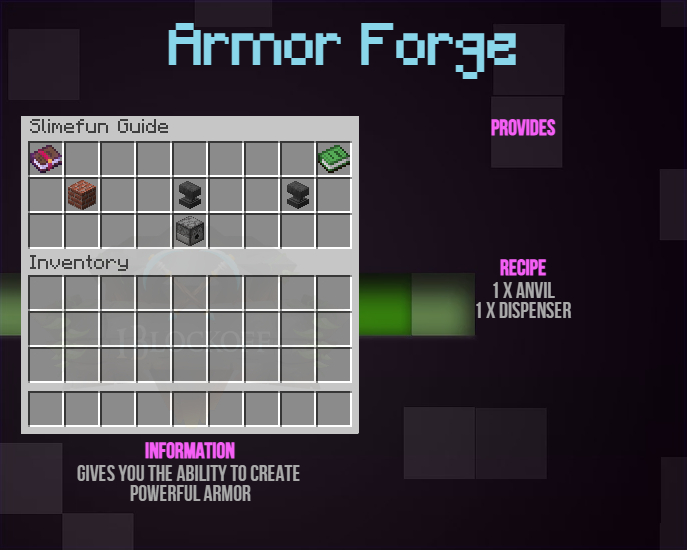 Armor Forge
Slimefun Guide
PROVIDES
Inventory
RECIPE
1 X ANVIL
1 X DISPENSER
IBLOCKOFF
INFORMATION
GIVES YOU THE ABILITY TO CREATE
POWERFUL ARMOR